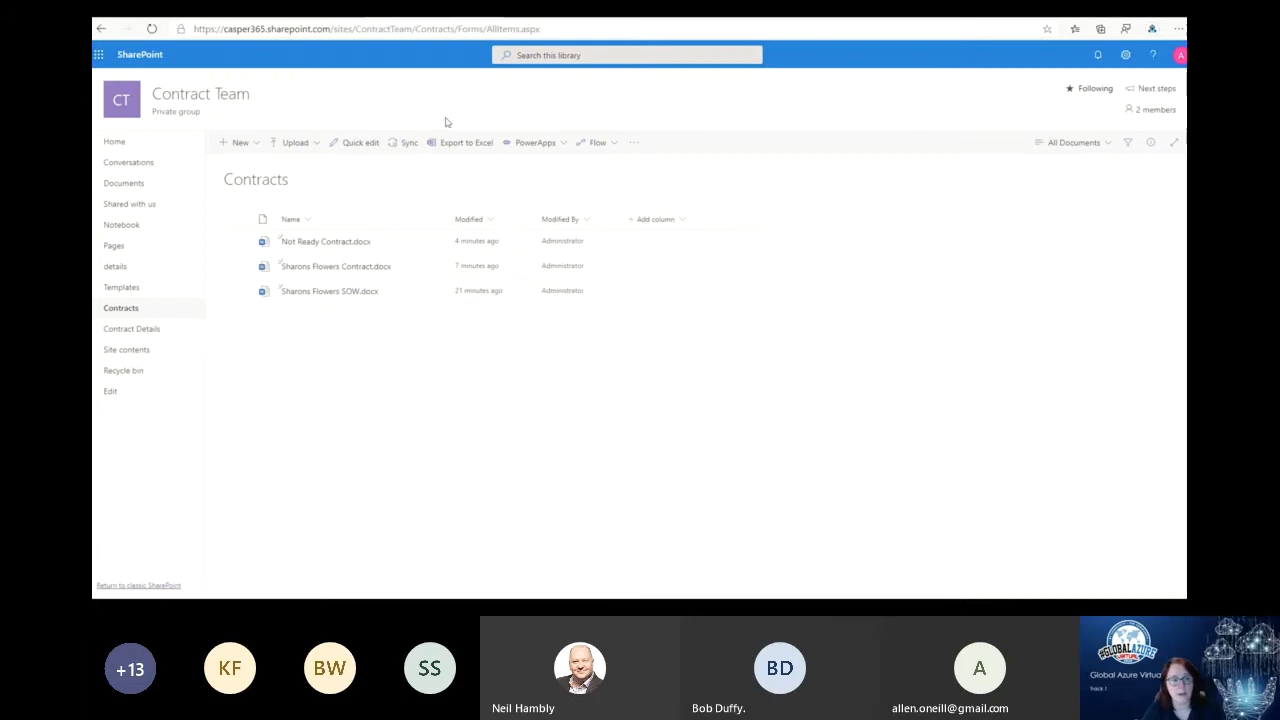 https://casper365.sharepoint.com/sites/ContractTeam/Contracts/Forms/AllItems.aspx
SharePoint
Search this library
?
A
CT
Contract Team
Private group
Following
Next steps
2 members
Home
Conversations
Documents
Shared with us
Notebook
Pages
details
Templates
Contracts
Contract Details
Site contents
Recycle bin
Edit
Return to classic SharePoint
+ New
Upload
Quick edit
Sync
Export to Excel
PowerApps
Flow
...
All Documents
Contracts
Name
Modified
Modified By
+ Add column
Not Ready Contract.docx
4 minutes ago
Administrator
Sharons Flowers Contract.docx
7 minutes ago
Administrator
Sharons Flowers SOW.docx
21 minutes ago
Administrator
+13
KF
BW
SS
Neil Hambly
BD
Bob Duffy.
A
allen.oneill@gmail.com
#GLOBALAZURE
VIRTUAL
Global Azure Virtua
Track 1